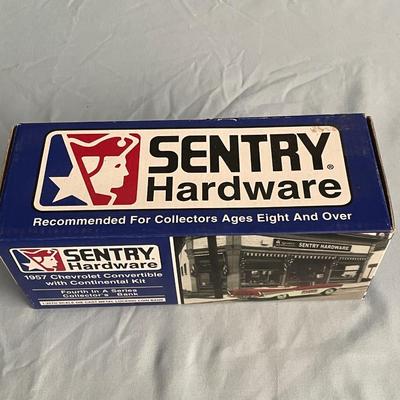 SENTRY®
Hardware
Recommended For Collectors Ages Eight And Over
SENTRY
Hardware
1957 Chevrolet Convertible
with Continental Kit
Fourth In A Series
Collector's Bank
SENTRY HARDWARE